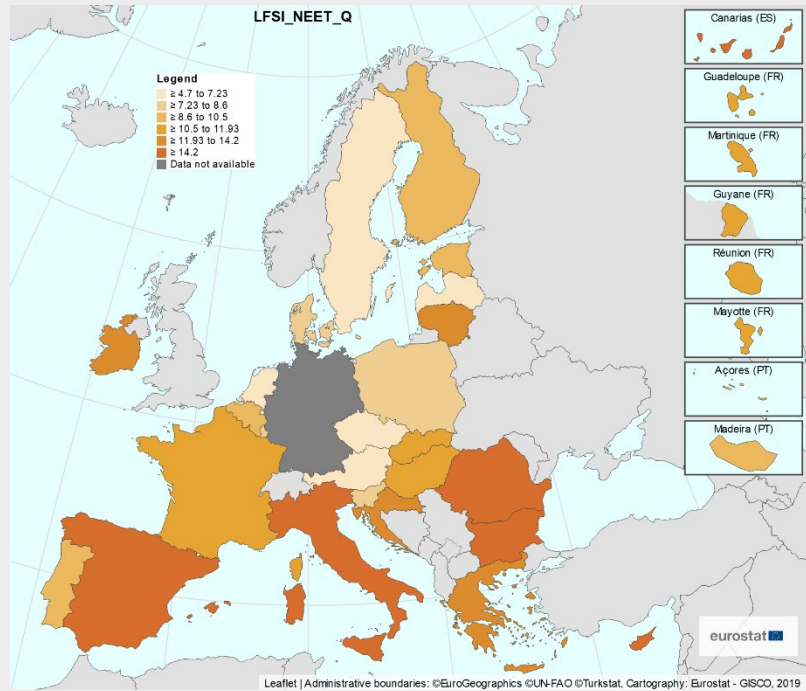 LFSI_NEET_Q
Legend
≥ 4.7 to 7.23
≥ 7.23 to 8.6
≥ 8.6 to 10.5
≥ 10.5 to 11.93
≥ 11.93 to 14.2
≥ 14.2
Data not available
Canarias (ES)
Guadeloupe (FR)
Martinique (FR)
Guyane (FR)
Réunion (FR)
Mayotte (FR)
Açores (PT)
Madeira (PT)
eurostat
Leaflet | Administrative boundaries: ©EuroGeographics ©UN-FAO ©Turkstat, Cartography: Eurostat - GISCO, 2019